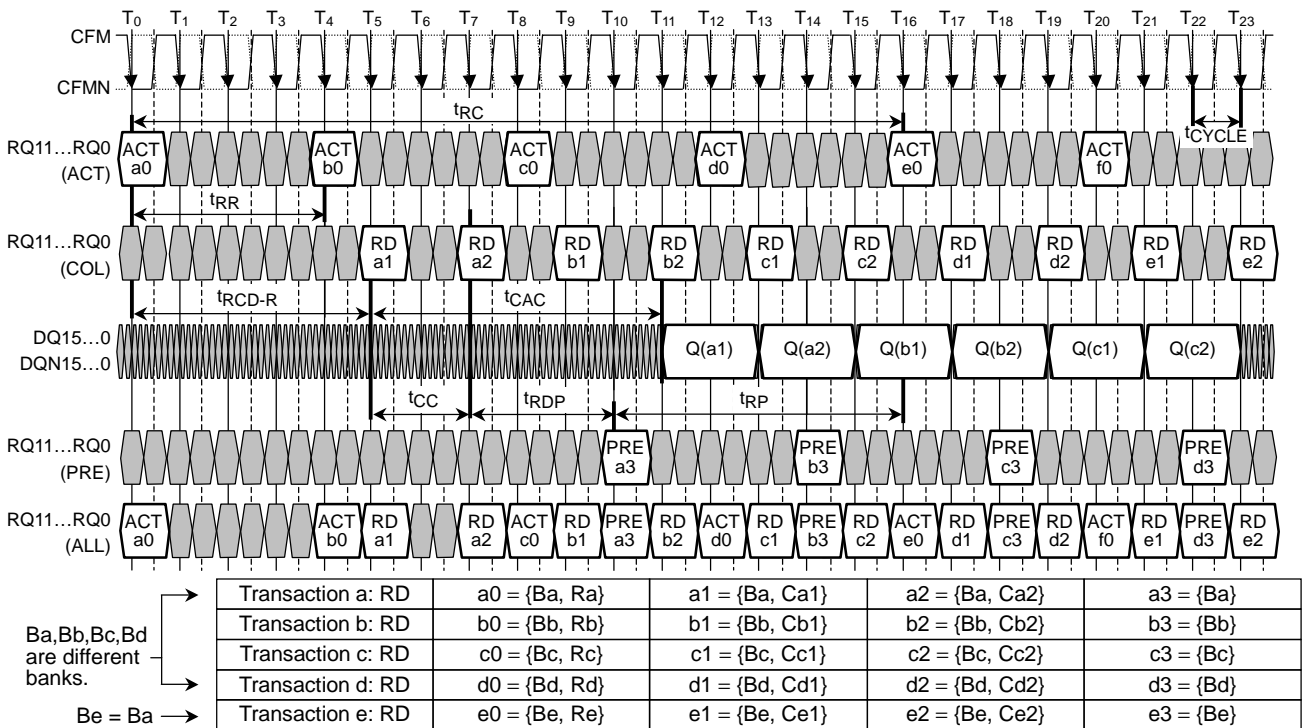 T0 T1 T2 T3 T4 T5 T6 T7 T8 T9 T10 T11 T12 T13 T14 T15 T16 T17 T18 T19 T20 T21 T22 T23
CFM
CFMN
tRC
tCYCLE
RQ11…RQ0
(ACT)
ACT a0
ACT b0
ACT c0
ACT d0
ACT e0
ACT f0
tRR
RQ11…RQ0
(COL)
RD a1
RD a2
RD b1
RD b2
RD c1
RD c2
RD d1
RD d2
RD e1
RD e2
tRCD-R
tCAC
DQ15…0
DQN15…0
Q(a1) Q(a2) Q(b1) Q(b2) Q(c1) Q(c2)
tCC
tRDP
tRP
RQ11…RQ0
(PRE)
PRE a3
PRE b3
PRE c3
PRE d3
RQ11…RQ0
(ALL)
ACT a0
ACT b0
RD a1
RD a2
ACT c0
RD b1
PRE a3
RD b2
ACT d0
RD c1
PRE b3
RD c2
ACT e0
RD d1
PRE c3
RD d2
ACT f0
RD e1
PRE d3
RD e2
Ba,Bb,Bc,Bd
are different
banks.
Be = Ba
Transaction a: RD a0 = {Ba, Ra} a1 = {Ba, Ca1} a2 = {Ba, Ca2} a3 = {Ba}
Transaction b: RD b0 = {Bb, Rb} b1 = {Bb, Cb1} b2 = {Bb, Cb2} b3 = {Bb}
Transaction c: RD c0 = {Bc, Rc} c1 = {Bc, Cc1} c2 = {Bc, Cc2} c3 = {Bc}
Transaction d: RD d0 = {Bd, Rd} d1 = {Bd, Cd1} d2 = {Bd, Cd2} d3 = {Bd}
Transaction e: RD e0 = {Be, Re} e1 = {Be, Ce1} e2 = {Be, Ce2} e3 = {Be}